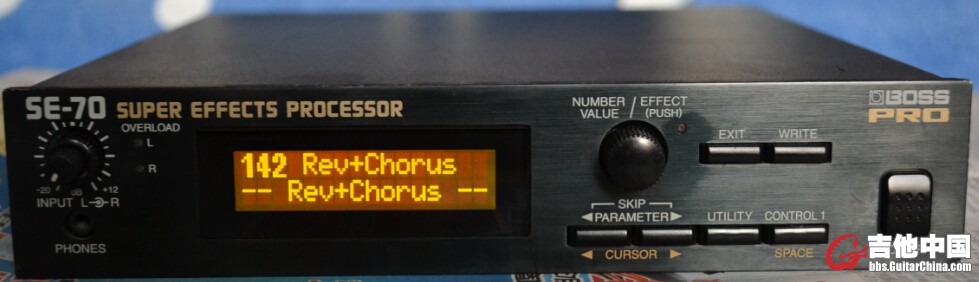 SE-70 SUPER EFFECTS PROCESSOR
OVERLOAD
L
R
-20 dB +12
INPUT L R
PHONES
142 Rev+Chorus
-- Rev+Chorus --
NUMBER / EFFECT
VALUE (PUSH)
EXIT WRITE
BOSS
PRO
SKIP
PARAMETER
UTILITY CONTROL 1
CURSOR
SPACE
吉他中国
bbs.GuitarChina.com